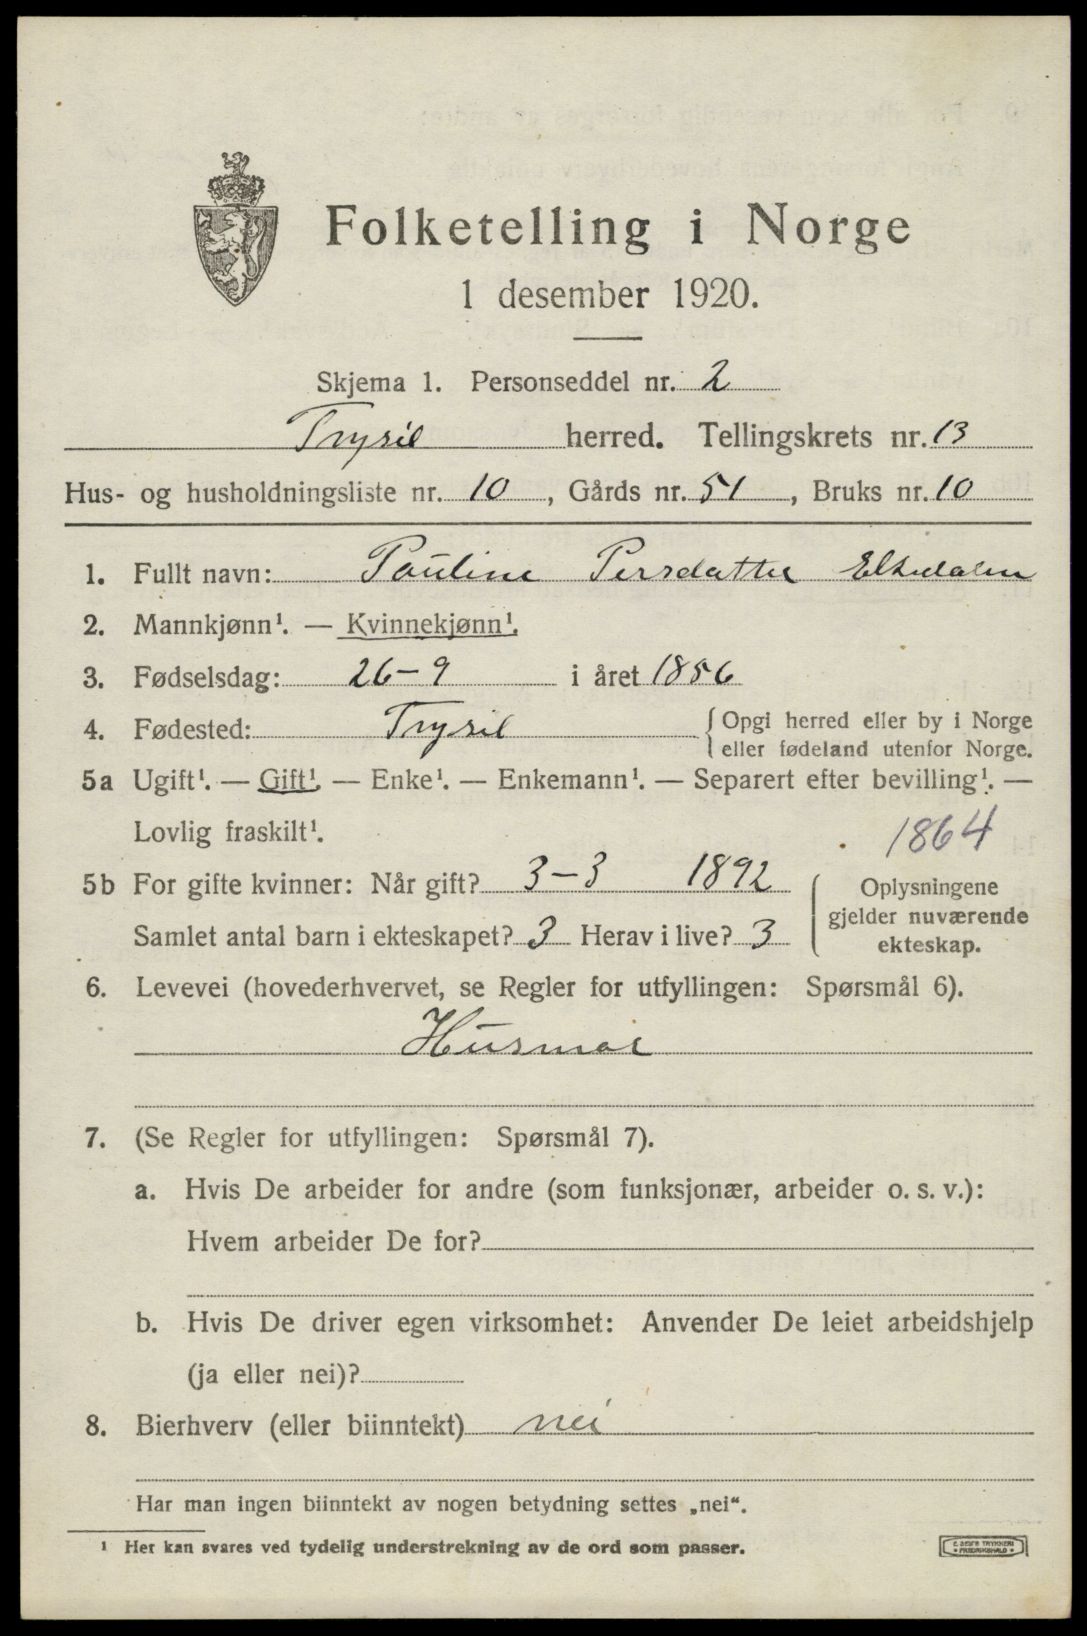 Folketelling i Norge
1 desember 1920.
Skjema 1. Personseddel nr. 2
Trysil herred. Tellingskrets nr. 13
Hus- og husholdningsliste nr. 10, Gårds nr. 51, Bruks nr. 10
1. Fullt navn: Pauline Persdatter Elkedalen
2. Mannkjønn¹. — Kvinnekjønn¹.
3. Fødselsdag: 26-9 i året 1856
4. Fødested: Trysil {Opgi herred eller by i Norge
eller fødeland utenfor Norge.
5a Ugift¹. — Gift¹. — Enke¹. — Enkemann¹. — Separert efter bevilling¹. —
Lovlig fraskilt¹.
1864
5b For gifte kvinner: Når gift? 3-3 1892
Samlet antal barn i ekteskapet? 3 Herav i live? 3
Oplysningene
gjelder nuværende
ekteskap.
6. Levevei (hovederhvervet, se Regler for utfyllingen: Spørsmål 6).
Husmor
7. (Se Regler for utfyllingen: Spørsmål 7).
a. Hvis De arbeider for andre (som funksjonær, arbeider o. s. v.):
Hvem arbeider De for?
b. Hvis De driver egen virksomhet: Anvender De leiet arbeidshjelp
(ja eller nei)?
8. Bierhverv (eller biinntekt) nei
Har man ingen biinntekt av nogen betydning settes „nei“.
¹ Her kan svares ved tydelig understrekning av de ord som passer.